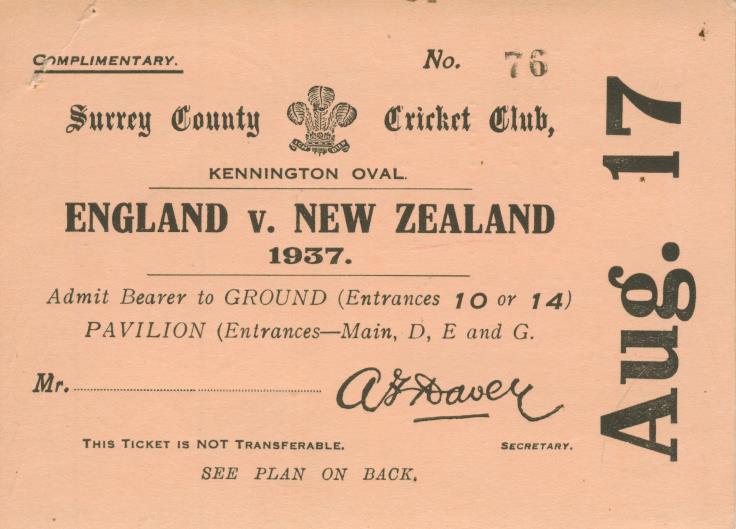 COMPLIMENTARY. No. 76
Surrey County Cricket Club,
KENNINGTON OVAL.
ENGLAND v. NEW ZEALAND
1937.
Admit Bearer to GROUND (Entrances 10 or 14)
PAVILION (Entrances—Main, D, E and G.
Mr.
THIS TICKET IS NOT TRANSFERABLE. SECRETARY.
SEE PLAN ON BACK.
Aug. 17